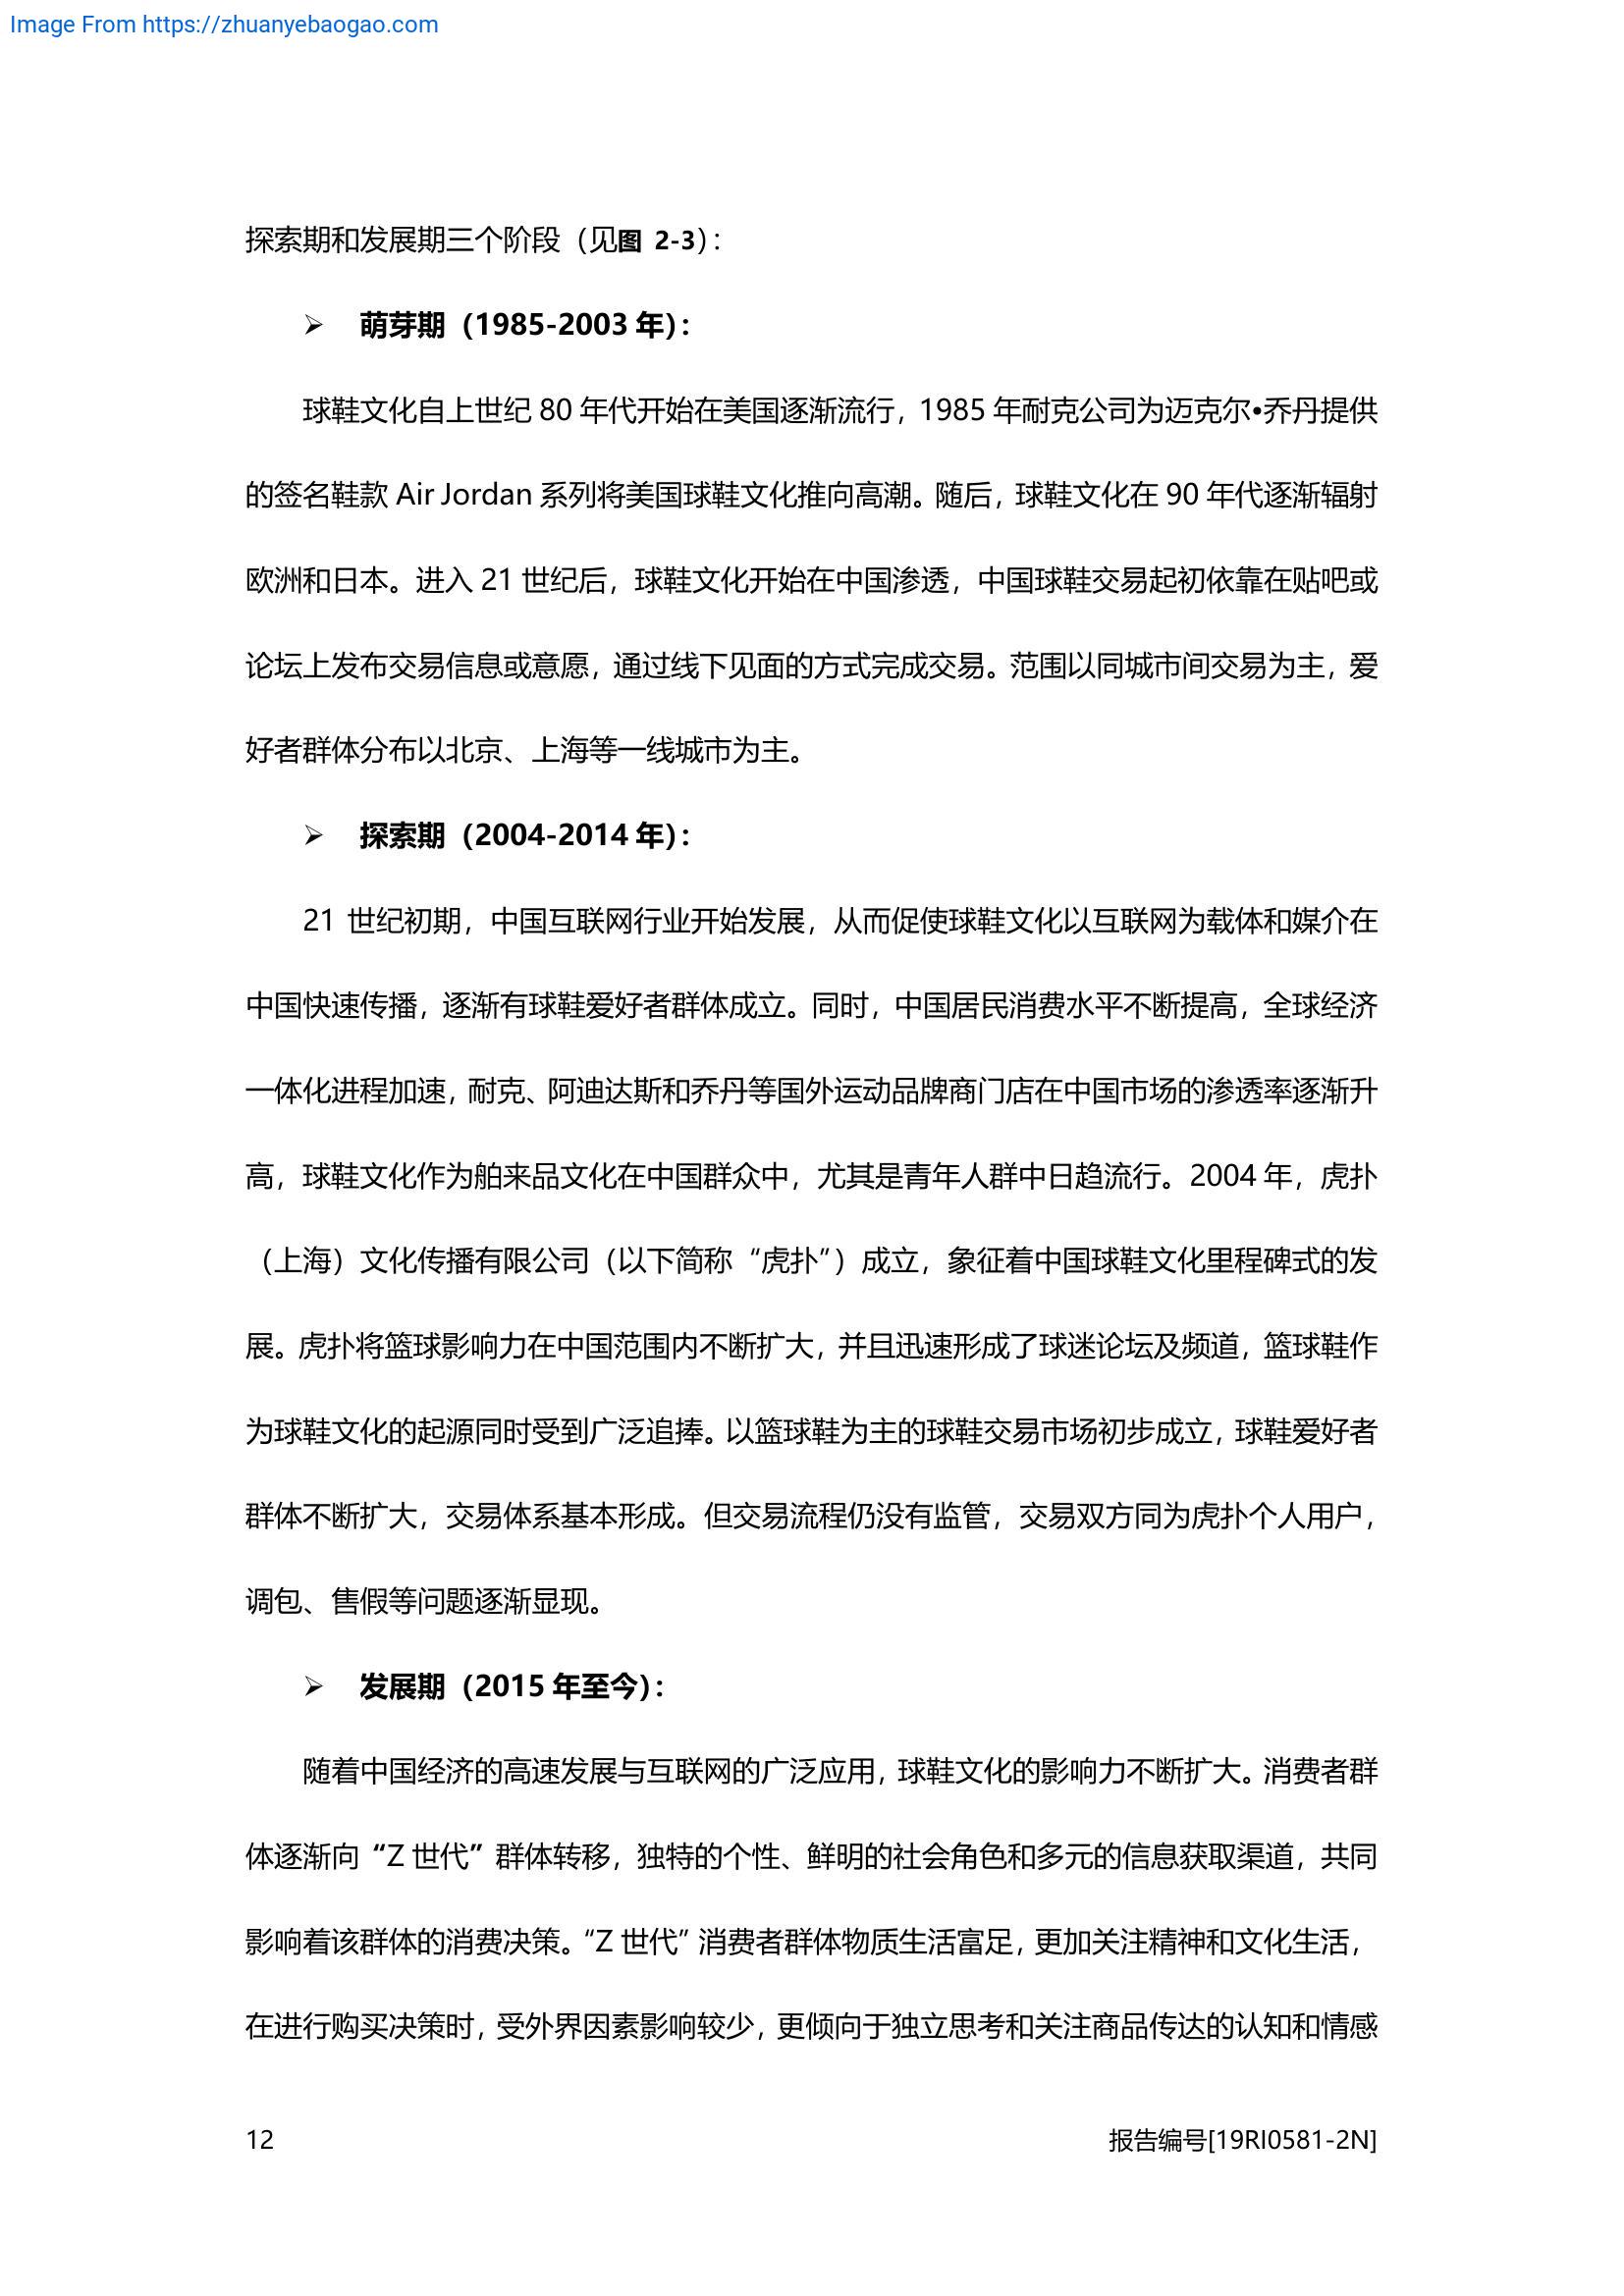 Image From https://zhuanyebaogao.com
探索期和发展期三个阶段（见图 2-3）：
➢ 萌芽期（1985-2003 年）：
球鞋文化自上世纪 80 年代开始在美国逐渐流行，1985 年耐克公司为迈克尔•乔丹提供
的签名鞋款 Air Jordan 系列将美国球鞋文化推向高潮。随后，球鞋文化在 90 年代逐渐辐射
欧洲和日本。进入 21 世纪后，球鞋文化开始在中国渗透，中国球鞋交易起初依靠在贴吧或
论坛上发布交易信息或意愿，通过线下见面的方式完成交易。范围以同城市间交易为主，爱
好者群体分布以北京、上海等一线城市为主。
➢ 探索期（2004-2014 年）：
21 世纪初期，中国互联网行业开始发展，从而促使球鞋文化以互联网为载体和媒介在
中国快速传播，逐渐有球鞋爱好者群体成立。同时，中国居民消费水平不断提高，全球经济
一体化进程加速，耐克、阿迪达斯和乔丹等国外运动品牌商门店在中国市场的渗透率逐渐升
高，球鞋文化作为舶来品文化在中国群众中，尤其是青年人群中日趋流行。2004 年，虎扑
（上海）文化传播有限公司（以下简称“虎扑”）成立，象征着中国球鞋文化里程碑式的发
展。虎扑将篮球影响力在中国范围内不断扩大，并且迅速形成了球迷论坛及频道，篮球鞋作
为球鞋文化的起源同时受到广泛追捧。以篮球鞋为主的球鞋交易市场初步成立，球鞋爱好者
群体不断扩大，交易体系基本形成。但交易流程仍没有监管，交易双方同为虎扑个人用户，
调包、售假等问题逐渐显现。
➢ 发展期（2015 年至今）：
随着中国经济的高速发展与互联网的广泛应用，球鞋文化的影响力不断扩大。消费者群
体逐渐向“Z 世代”群体转移，独特的个性、鲜明的社会角色和多元的信息获取渠道，共同
影响着该群体的消费决策。“Z 世代”消费者群体物质生活富足，更加关注精神和文化生活，
在进行购买决策时，受外界因素影响较少，更倾向于独立思考和关注商品传达的认知和情感
12 报告编号[19RI0581-2N]